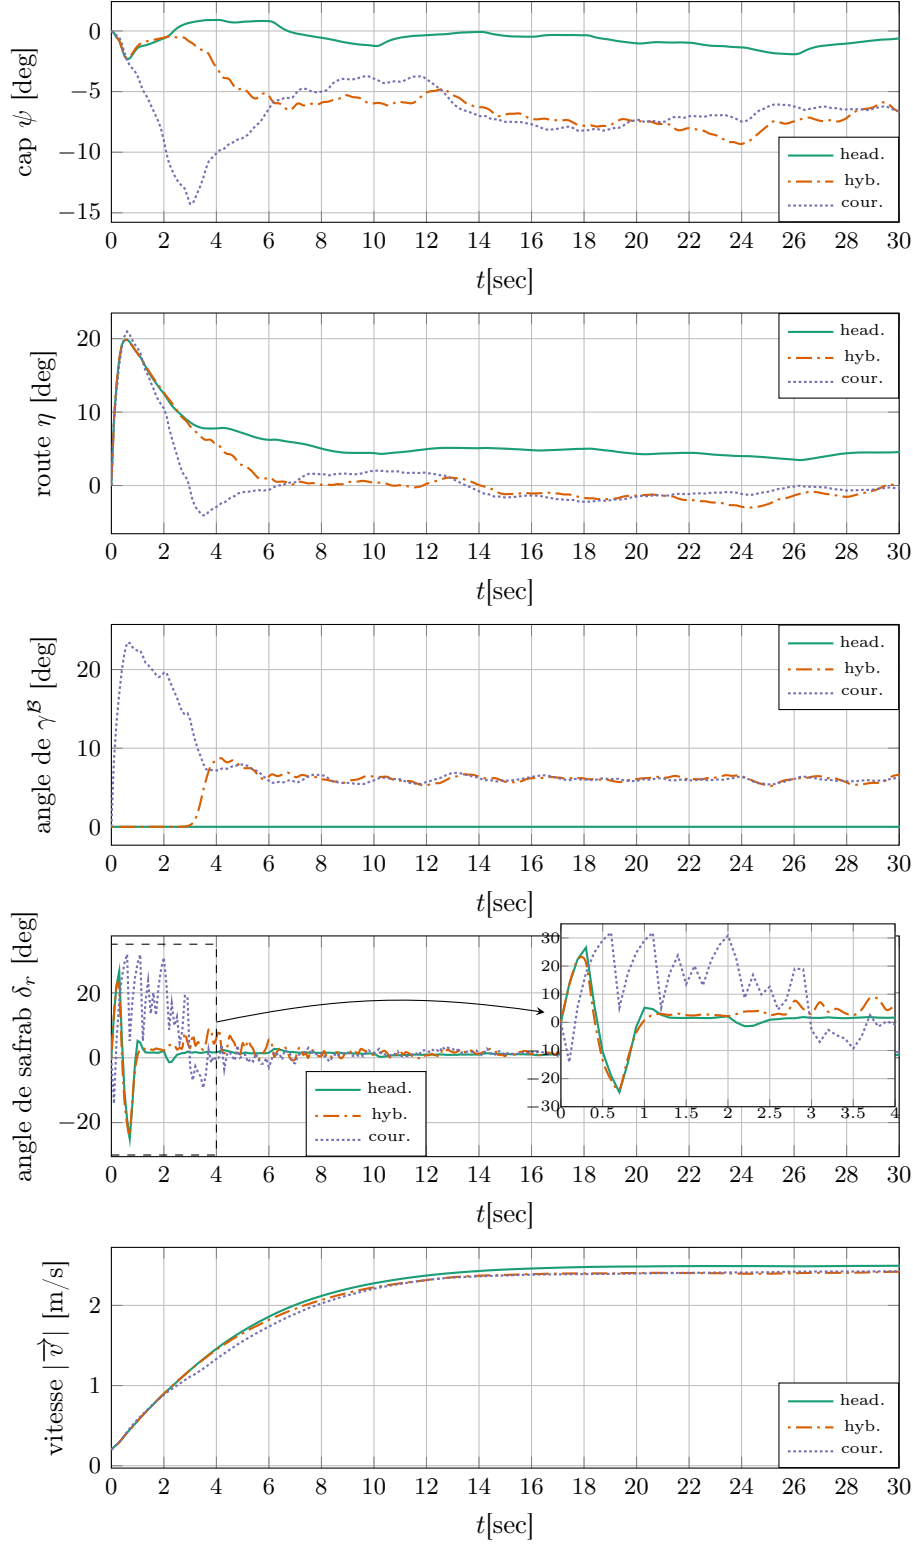 cap ψ [deg]
0
−5
−10
−15
head.
hyb.
cour.
0 2 4 6 8 10 12 14 16 18 20 22 24 26 28 30
t[sec]
route η [deg]
20
10
0
head.
hyb.
cour.
0 2 4 6 8 10 12 14 16 18 20 22 24 26 28 30
t[sec]
angle de γ^ℬ [deg]
20
10
0
head.
hyb.
cour.
0 2 4 6 8 10 12 14 16 18 20 22 24 26 28 30
t[sec]
angle de safrab δ_r [deg]
20
0
−20
head.
hyb.
cour.
30
20
10
0
−10
−20
−30
0 0.5 1 1.5 2 2.5 3 3.5 4
0 2 4 6 8 10 12 14 16 18 20 22 24 26 28 30
t[sec]
vitesse |v⃗| [m/s]
2
1
0
head.
hyb.
cour.
0 2 4 6 8 10 12 14 16 18 20 22 24 26 28 30
t[sec]